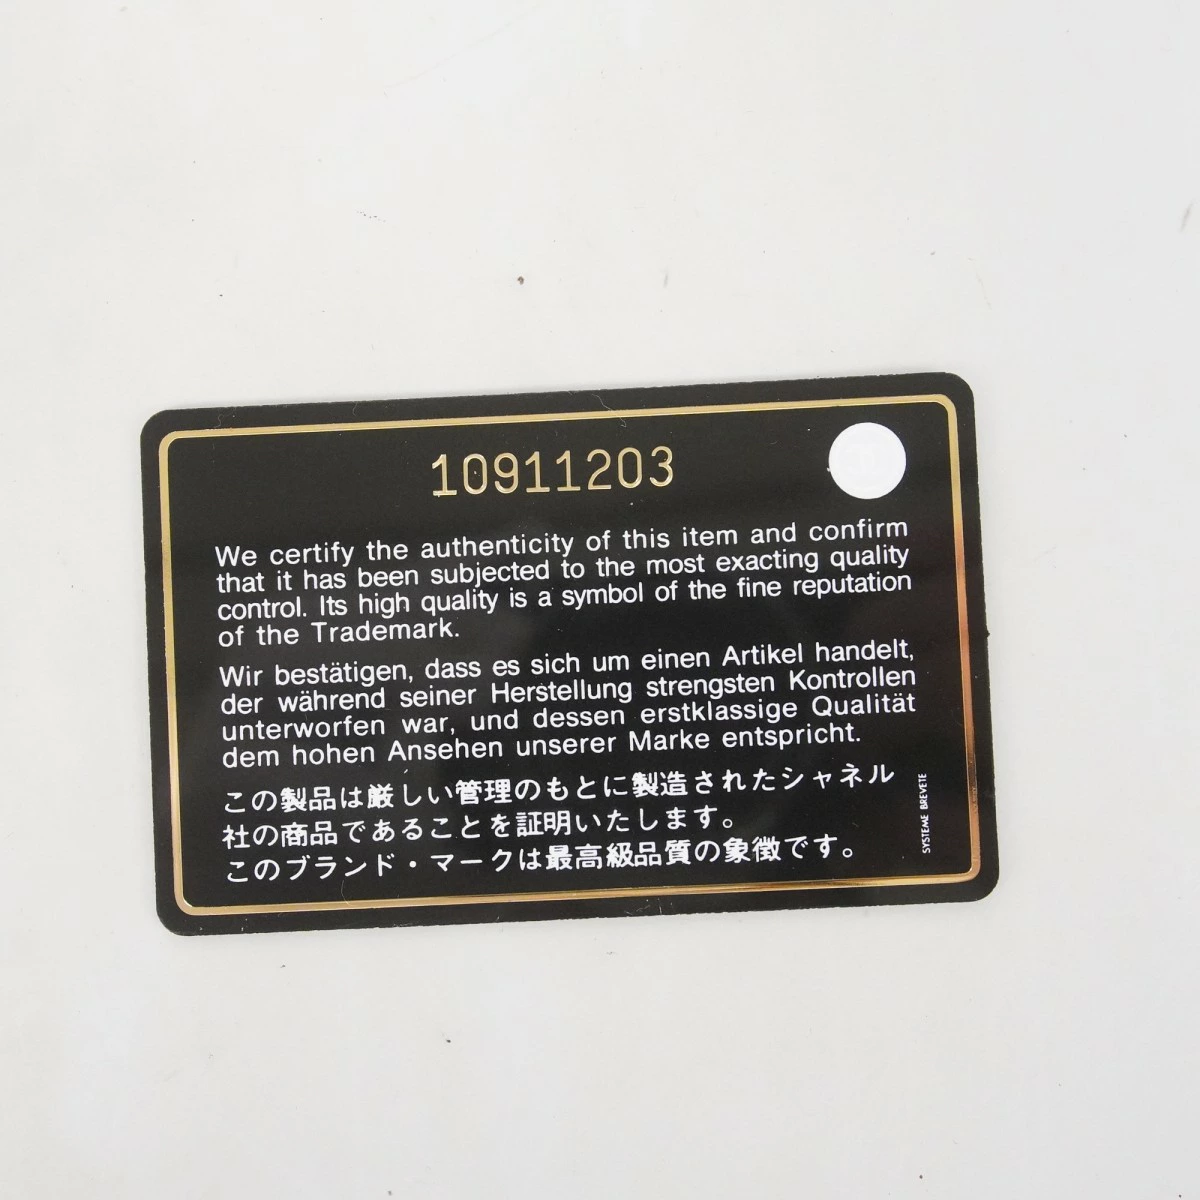 10911203
We certify the authenticity of this item and confirm
that it has been subjected to the most exacting quality
control. Its high quality is a symbol of the fine reputation
of the Trademark.
Wir bestätigen, dass es sich um einen Artikel handelt,
der während seiner Herstellung strengsten Kontrollen
unterworfen war, und dessen erstklassige Qualität
dem hohen Ansehen unserer Marke entspricht.
この製品は厳しい管理のもとに製造されたシャネル
社の商品であることを証明いたします。
このブランド・マークは最高級品質の象徴です。
SYSTEME BREVETE